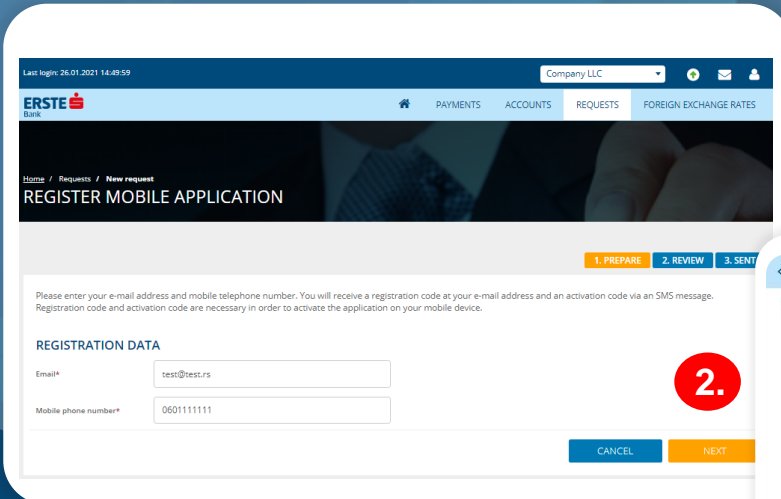 Last login: 26.01.2021 14:49:59
Company LLC
ERSTE
Bank
PAYMENTS ACCOUNTS REQUESTS FOREIGN EXCHANGE RATES
Home / Requests / New request
REGISTER MOBILE APPLICATION
1. PREPARE 2. REVIEW 3. SENT
Please enter your e-mail address and mobile telephone number. You will receive a registration code at your e-mail address and an activation code via an SMS message.
Registration code and activation code are necessary in order to activate the application on your mobile device.
REGISTRATION DATA
Email* test@test.rs
2.
Mobile phone number* 0601111111
CANCEL NEXT